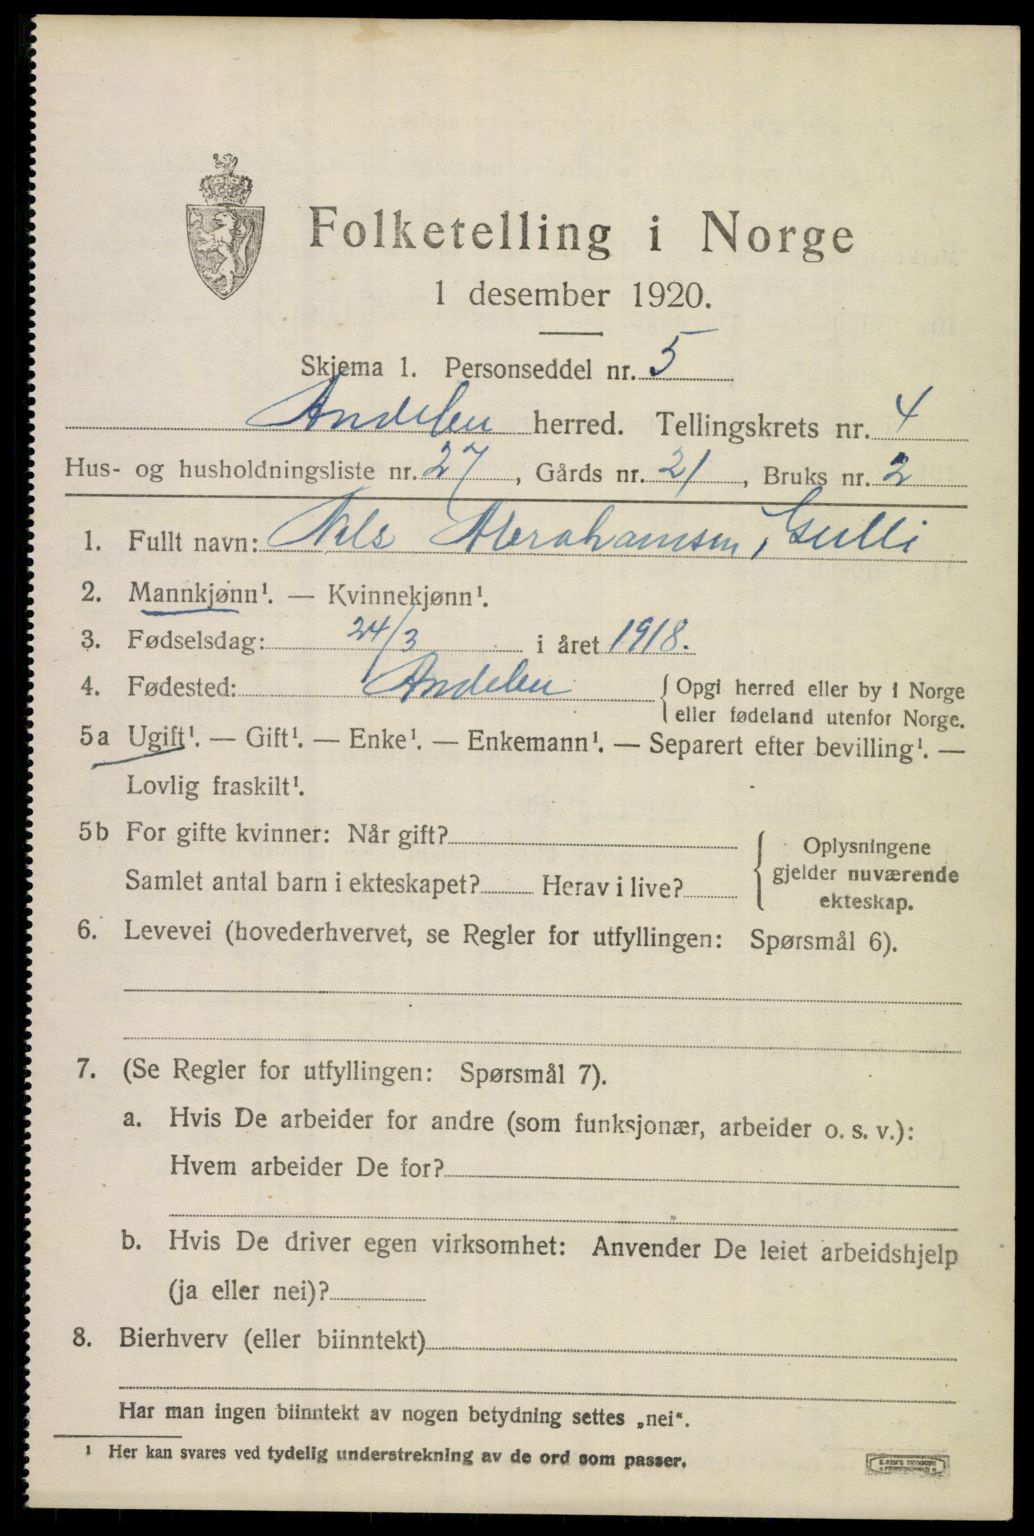 Folketelling i Norge
1 desember 1920.
Skjema 1. Personseddel nr. 5
Andebu herred. Tellingskrets nr. 4
Hus- og husholdningsliste nr. 27, Gårds nr. 21, Bruks nr. 2
1. Fullt navn: Nils Abrahamsen, Gulli
2. Mannkjønn¹. — Kvinnekjønn¹.
3. Fødselsdag: 24/3 i året 1918.
4. Fødested: Andebu { Opgi herred eller by i Norge
eller fødeland utenfor Norge.
5a Ugift¹. — Gift¹. — Enke¹. — Enkemann¹. — Separert efter bevilling¹. —
Lovlig fraskilt¹.
5b For gifte kvinner: Når gift?
Samlet antal barn i ekteskapet? Herav i live?
{ Oplysningene
gjelder nuværende
ekteskap.
6. Levevei (hovederhvervet, se Regler for utfyllingen: Spørsmål 6).
7. (Se Regler for utfyllingen: Spørsmål 7).
a. Hvis De arbeider for andre (som funksjonær, arbeider o. s. v.):
Hvem arbeider De for?
b. Hvis De driver egen virksomhet: Anvender De leiet arbeidshjelp
(ja eller nei)?
8. Bierhverv (eller biinntekt)
Har man ingen biinntekt av nogen betydning settes „nei“.
¹ Her kan svares ved tydelig understrekning av de ord som passer.